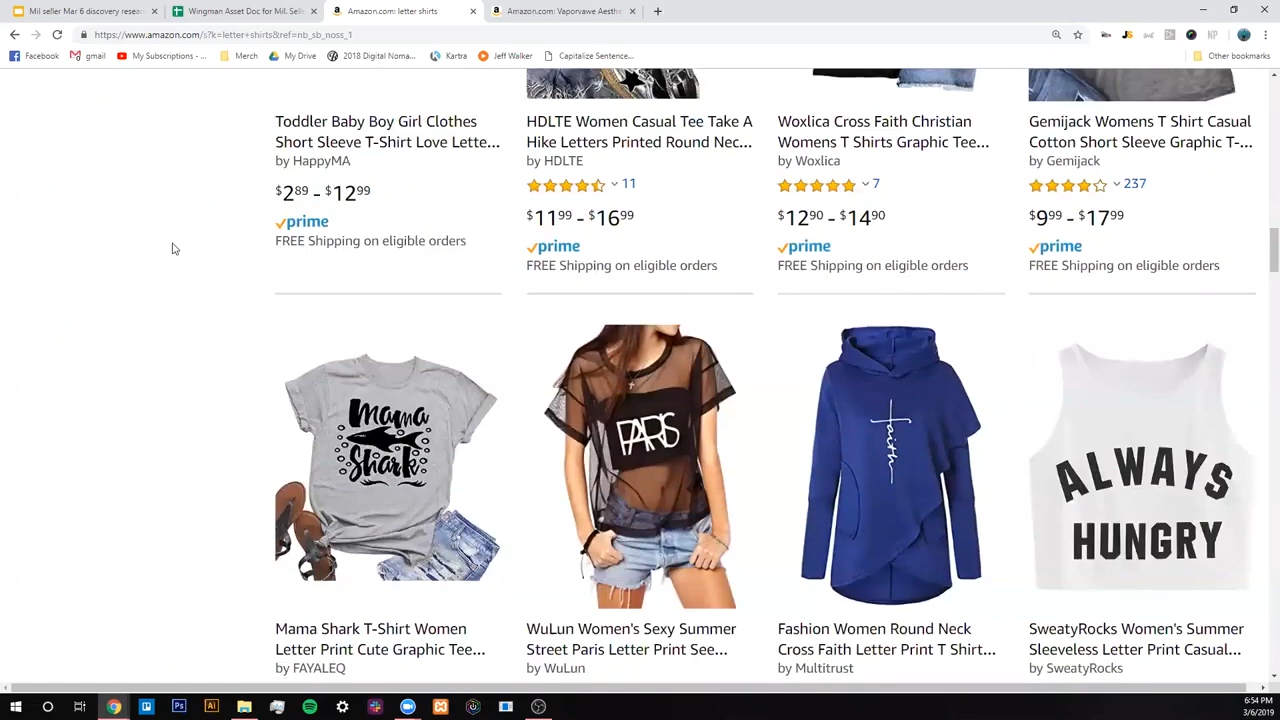 Mil seller Mar 6 discovery resear
Wingman Asset Doc for Mil. Selle
Amazon.com: letter shirts
Amazon.com: Vaporvawe Aesthe
https://www.amazon.com/s?k=letter+shirts&ref=nb_sb_noss_1
Facebook
gmail
My Subscriptions -...
Merch
My Drive
2018 Digital Noma...
Kartra
Jeff Walker
Capitalize Sentence...
Other bookmarks
Toddler Baby Boy Girl Clothes
Short Sleeve T-Shirt Love Lette...
by HappyMA
$2.89 - $12.99
prime
FREE Shipping on eligible orders
HDLTE Women Casual Tee Take A
Hike Letters Printed Round Nec...
by HDLTE
11
$11.99 - $16.99
prime
FREE Shipping on eligible orders
Woxlica Cross Faith Christian
Womens T Shirts Graphic Tee...
by Woxlica
7
$12.90 - $14.90
prime
FREE Shipping on eligible orders
Gemijack Womens T Shirt Casual
Cotton Short Sleeve Graphic T-...
by Gemijack
237
$9.99 - $17.99
prime
FREE Shipping on eligible orders
Mama
Shark
PARIS
faith
ALWAYS
HUNGRY
Mama Shark T-Shirt Women
Letter Print Cute Graphic Tee...
by FAYALEQ
WuLun Women's Sexy Summer
Street Paris Letter Print See...
by WuLun
Fashion Women Round Neck
Cross Faith Letter Print T Shirt...
by Multitrust
SweatyRocks Women's Summer
Sleeveless Letter Print Casual...
by SweatyRocks
6:54 PM
3/6/2019